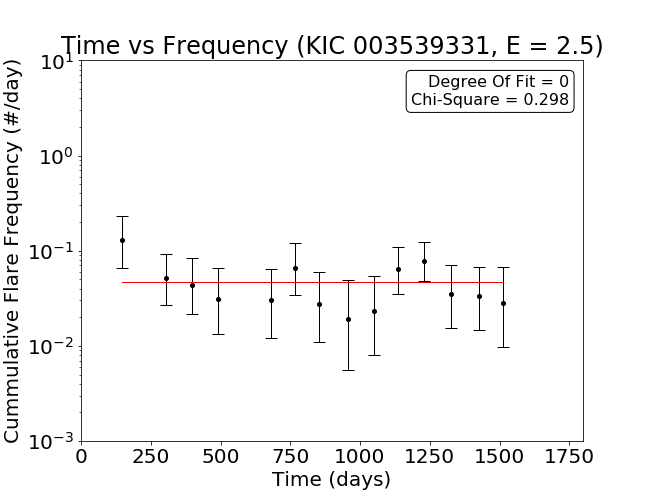 Time vs Frequency (KIC 003539331, E = 2.5)
Degree Of Fit = 0
Chi-Square = 0.298
Cummulative Flare Frequency (#/day)
10¹
10⁰
10⁻¹
10⁻²
10⁻³
0 250 500 750 1000 1250 1500 1750
Time (days)